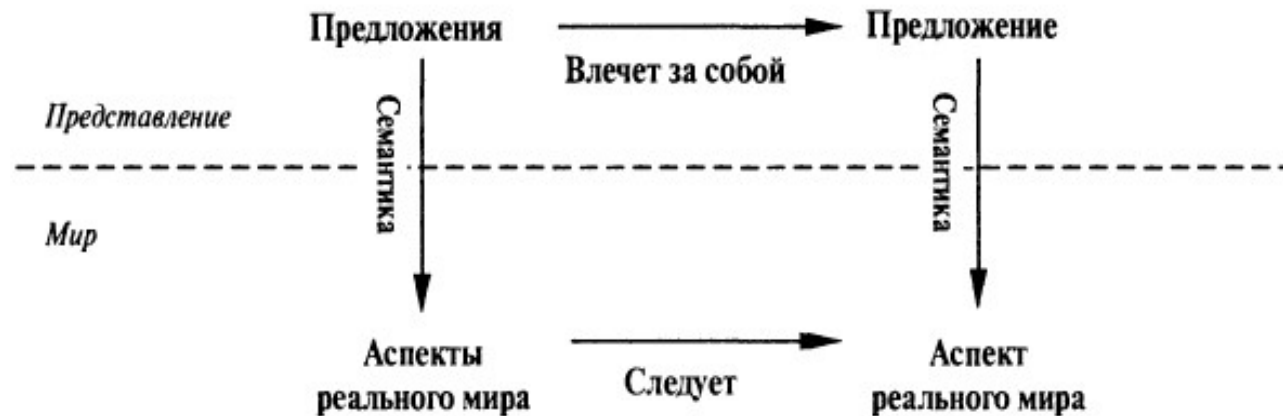 Предложения
Предложение
Влечет за собой
Представление
Семантика
Семантика
Мир
Аспекты
реального мира
Следует
Аспект
реального мира